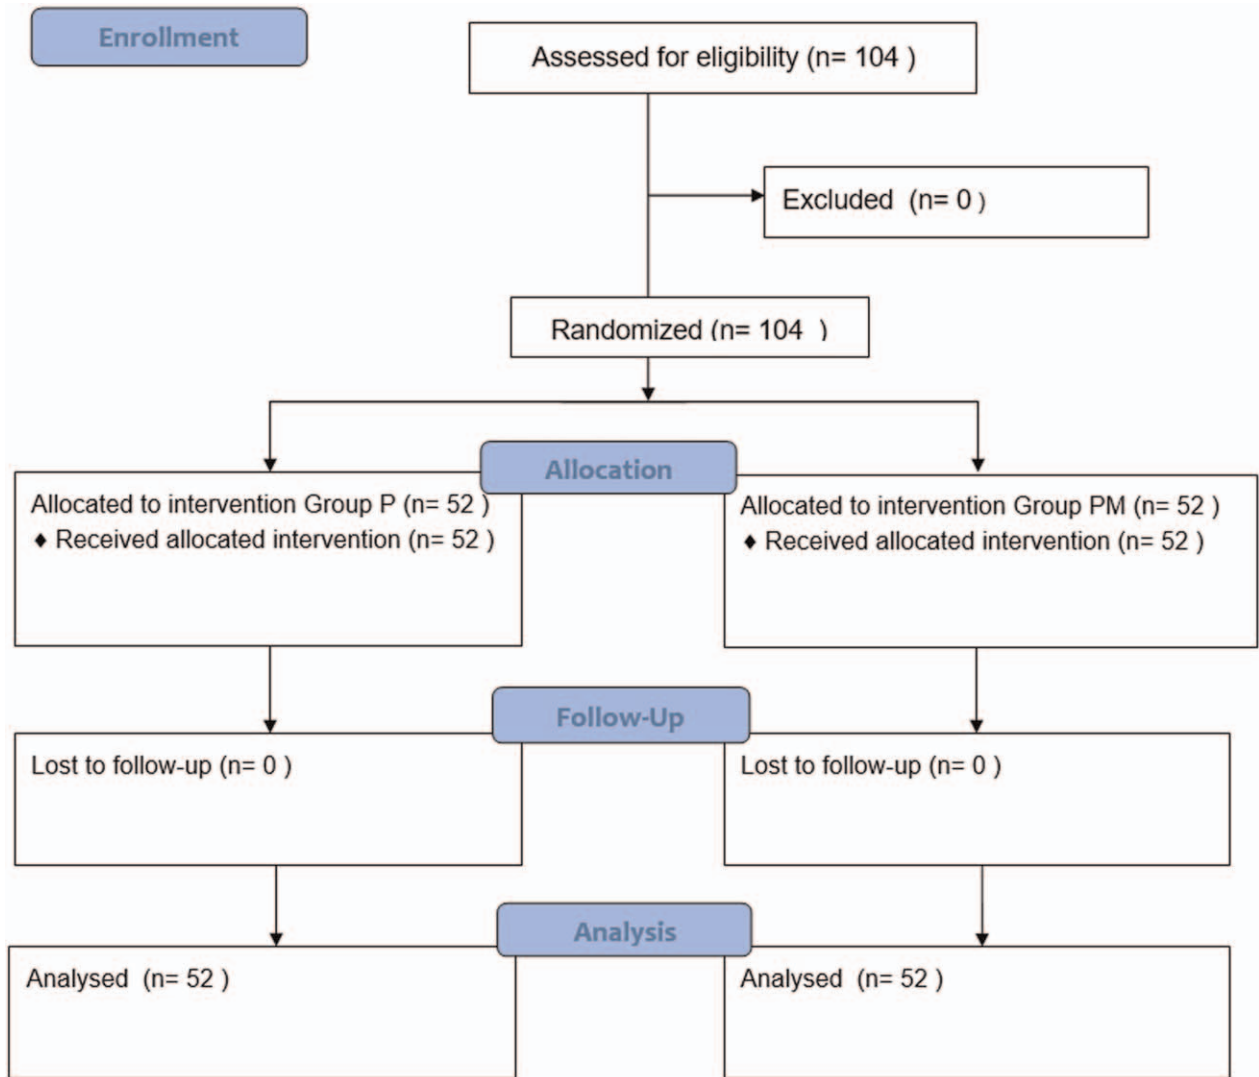 Enrollment
Assessed for eligibility (n= 104 )
Excluded  (n= 0 )
Randomized (n= 104  )
Allocation
Allocated to intervention Group P (n= 52 )
♦ Received allocated intervention (n= 52 )
Allocated to intervention Group PM (n= 52 )
♦ Received allocated intervention (n= 52 )
Follow-Up
Lost to follow-up (n= 0 )
Lost to follow-up (n= 0 )
Analysis
Analysed  (n= 52 )
Analysed  (n= 52 )